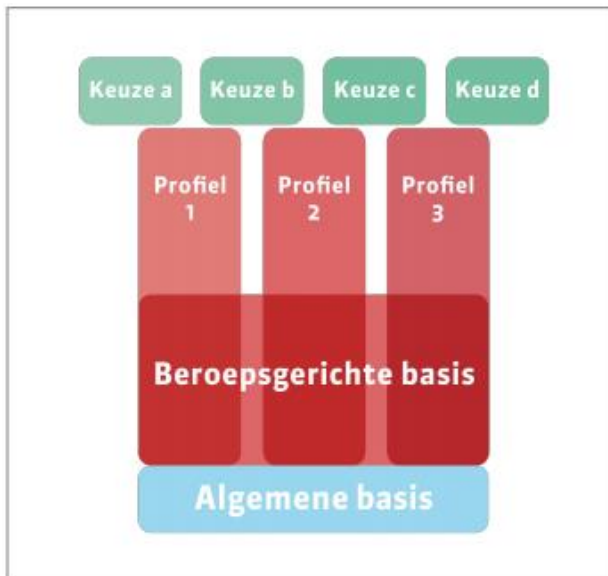 Keuze a
Keuze b
Keuze c
Keuze d
Profiel
1
Profiel
2
Profiel
3
Beroepsgerichte basis
Algemene basis